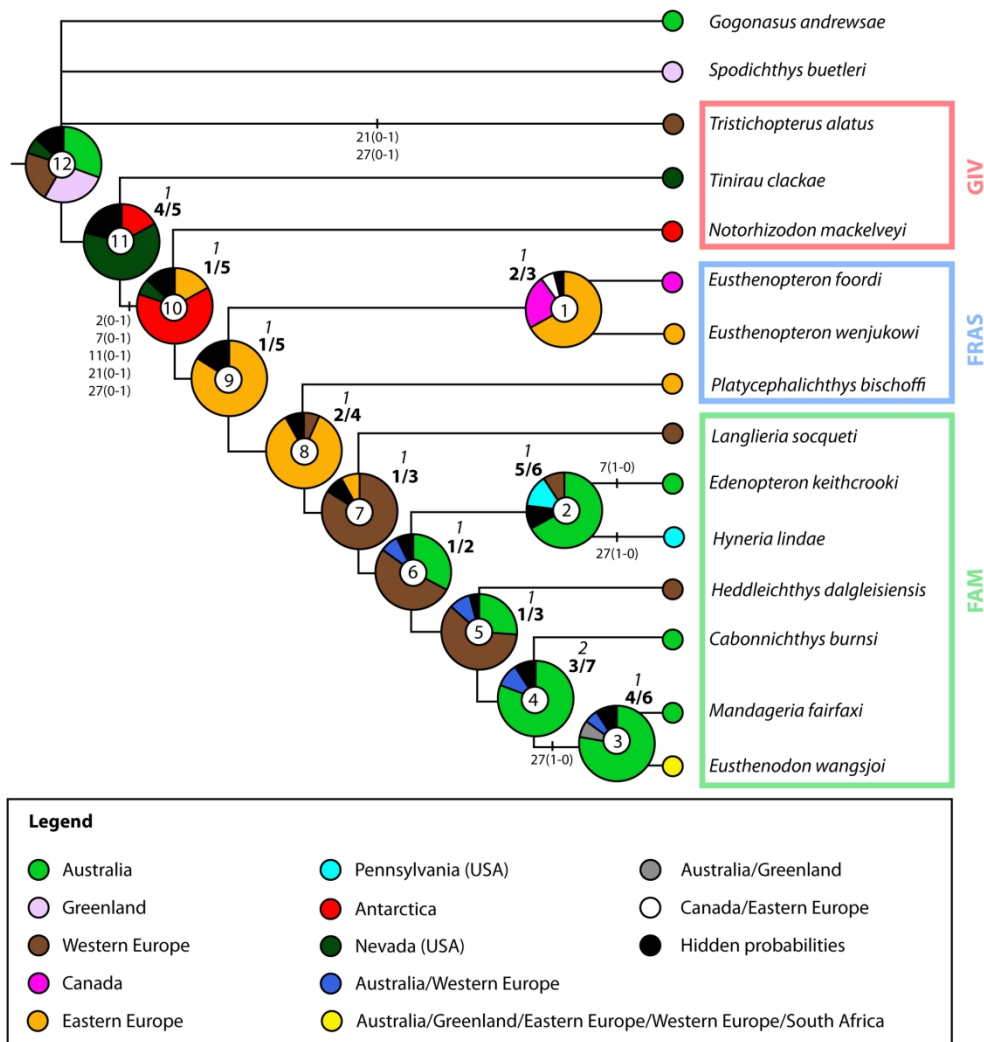 Gogonasus andrewsae
Spodichthys buetleri
Tristichopterus alatus
21(0-1)
27(0-1)
12
Tinirau clackae
1
4/5
11
Notorhizodon mackelveyi
GIV
1
1/5
10
2(0-1)
7(0-1)
11(0-1)
21(0-1)
27(0-1)
Eusthenopteron foordi
1
2/3
1
Eusthenopteron wenjukowi
FRAS
1
1/5
9
Platycephalichthys bischoffi
1
2/4
8
Langlieria socqueti
1
1/3
7
Edenopteron keithcrooki
1
5/6
7(1-0)
2
27(1-0)
Hyneria lindae
1
1/2
6
Heddleichthys dalgleisiensis
FAM
1
1/3
5
Cabonnichthys burnsi
2
3/7
4
Mandageria fairfaxi
1
4/6
3
27(1-0)
Eusthenodon wangsjoi
Legend
Australia
Greenland
Western Europe
Canada
Eastern Europe
Pennsylvania (USA)
Antarctica
Nevada (USA)
Australia/Western Europe
Australia/Greenland/Eastern Europe/Western Europe/South Africa
Australia/Greenland
Canada/Eastern Europe
Hidden probabilities